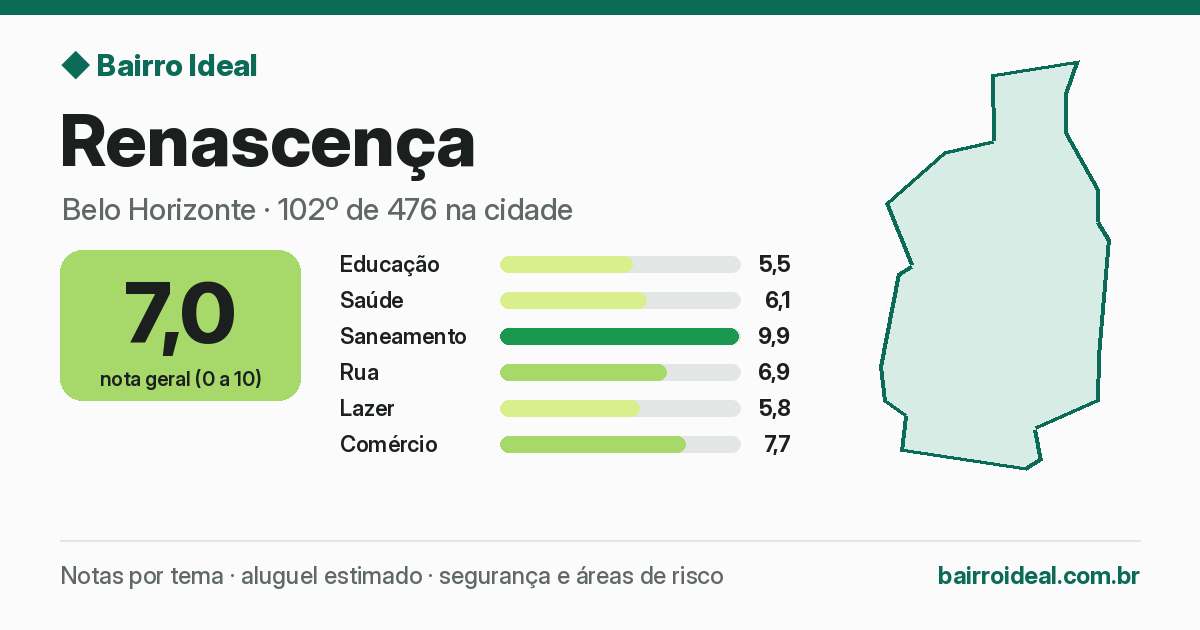 Bairro Ideal
Renascença
Belo Horizonte · 102º de 476 na cidade
7,0
nota geral (0 a 10)
Educação 5,5
Saúde 6,1
Saneamento 9,9
Rua 6,9
Lazer 5,8
Comércio 7,7
Notas por tema · aluguel estimado · segurança e áreas de risco
bairroideal.com.br